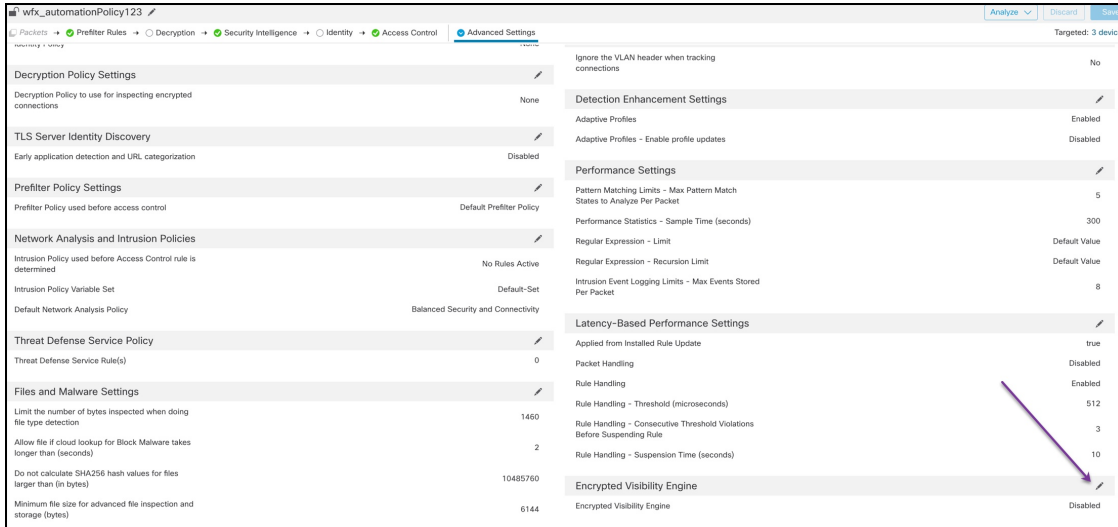 wfx_automationPolicy123
Analyze
Discard
Save
Packets → Prefilter Rules → Decryption → Security Intelligence → Identity → Access Control
Advanced Settings
Targeted: 3 devic
Identity Policy
None
Decryption Policy Settings
Decryption Policy to use for inspecting encrypted
connections
None
TLS Server Identity Discovery
Early application detection and URL categorization
Disabled
Prefilter Policy Settings
Prefilter Policy used before access control
Default Prefilter Policy
Network Analysis and Intrusion Policies
Intrusion Policy used before Access Control rule is
determined
No Rules Active
Intrusion Policy Variable Set
Default-Set
Default Network Analysis Policy
Balanced Security and Connectivity
Threat Defense Service Policy
Threat Defense Service Rule(s)
0
Files and Malware Settings
Limit the number of bytes inspected when doing
file type detection
1460
Allow file if cloud lookup for Block Malware takes
longer than (seconds)
2
Do not calculate SHA256 hash values for files
larger than (in bytes)
10485760
Minimum file size for advanced file inspection and
storage (bytes)
6144
Ignore the VLAN header when tracking
connections
No
Detection Enhancement Settings
Adaptive Profiles
Enabled
Adaptive Profiles - Enable profile updates
Disabled
Performance Settings
Pattern Matching Limits - Max Pattern Match
States to Analyze Per Packet
5
Performance Statistics - Sample Time (seconds)
300
Regular Expression - Limit
Default Value
Regular Expression - Recursion Limit
Default Value
Intrusion Event Logging Limits - Max Events Stored
Per Packet
8
Latency-Based Performance Settings
Applied from Installed Rule Update
true
Packet Handling
Disabled
Rule Handling
Enabled
Rule Handling - Threshold (microseconds)
512
Rule Handling - Consecutive Threshold Violations
Before Suspending Rule
3
Rule Handling - Suspension Time (seconds)
10
Encrypted Visibility Engine
Encrypted Visibility Engine
Disabled